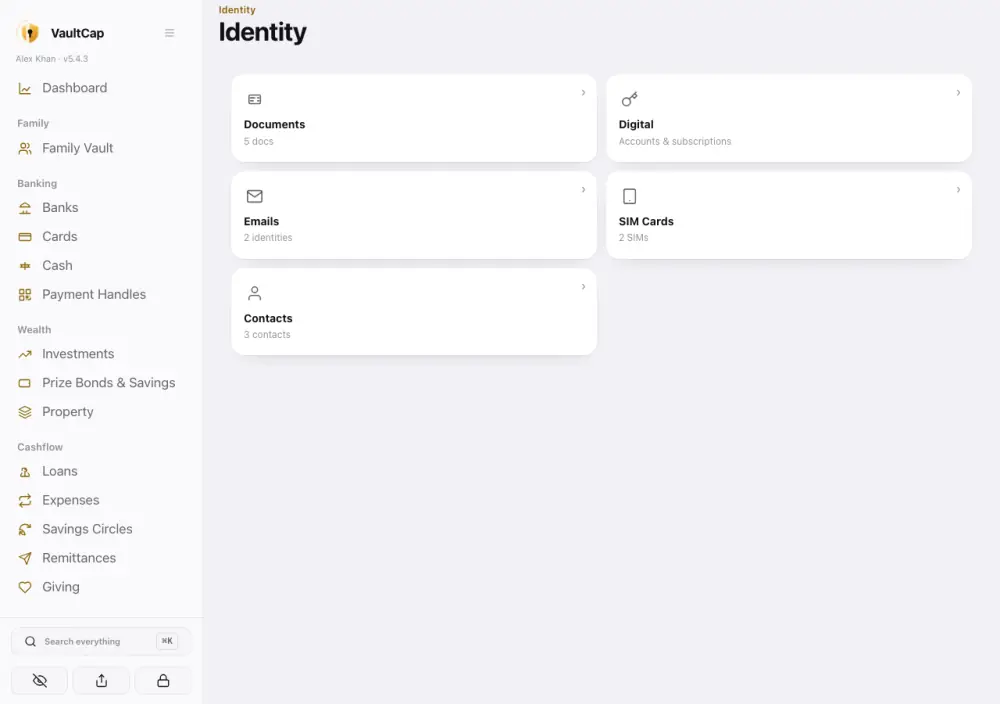 VaultCap
Alex Khan · v5.4.3
Dashboard
Family
Family Vault
Banking
Banks
Cards
Cash
Payment Handles
Wealth
Investments
Prize Bonds & Savings
Property
Cashflow
Loans
Expenses
Savings Circles
Remittances
Giving
Search everything ⌘K
Identity
Identity
Documents
5 docs
Digital
Accounts & subscriptions
Emails
2 identities
SIM Cards
2 SIMs
Contacts
3 contacts